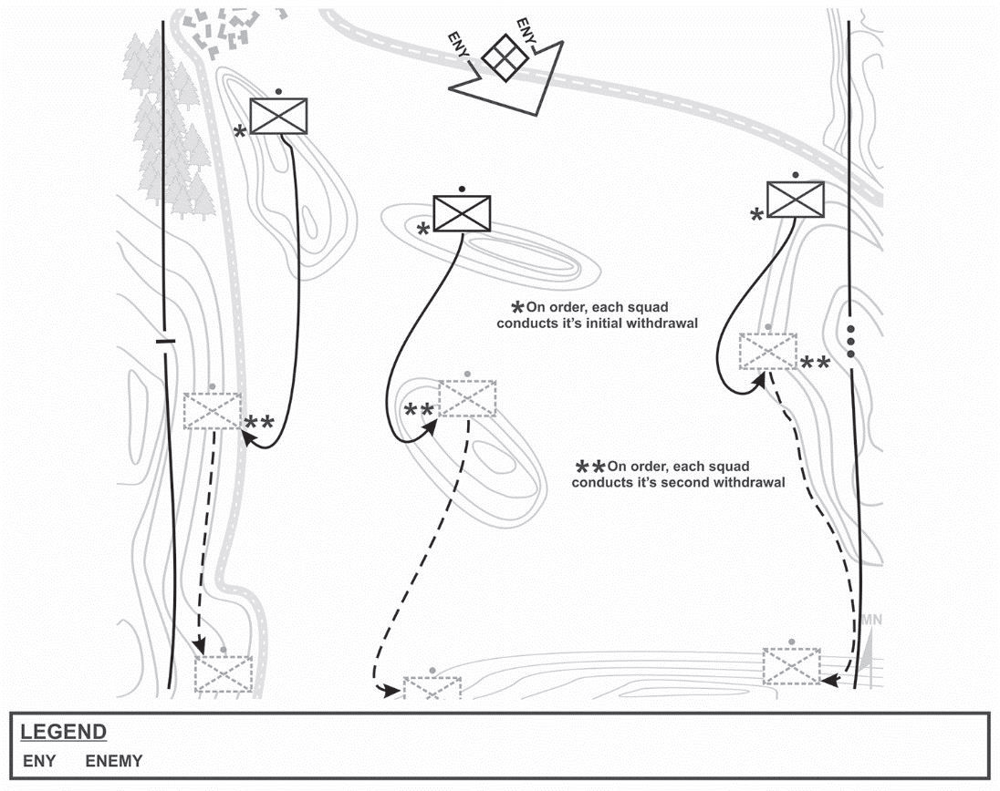 ENY
ENY
*
*
*
*On order, each squad
conducts it's initial withdrawal
**
**
**
**On order, each squad
conducts it's second withdrawal
MN
LEGEND
ENY ENEMY